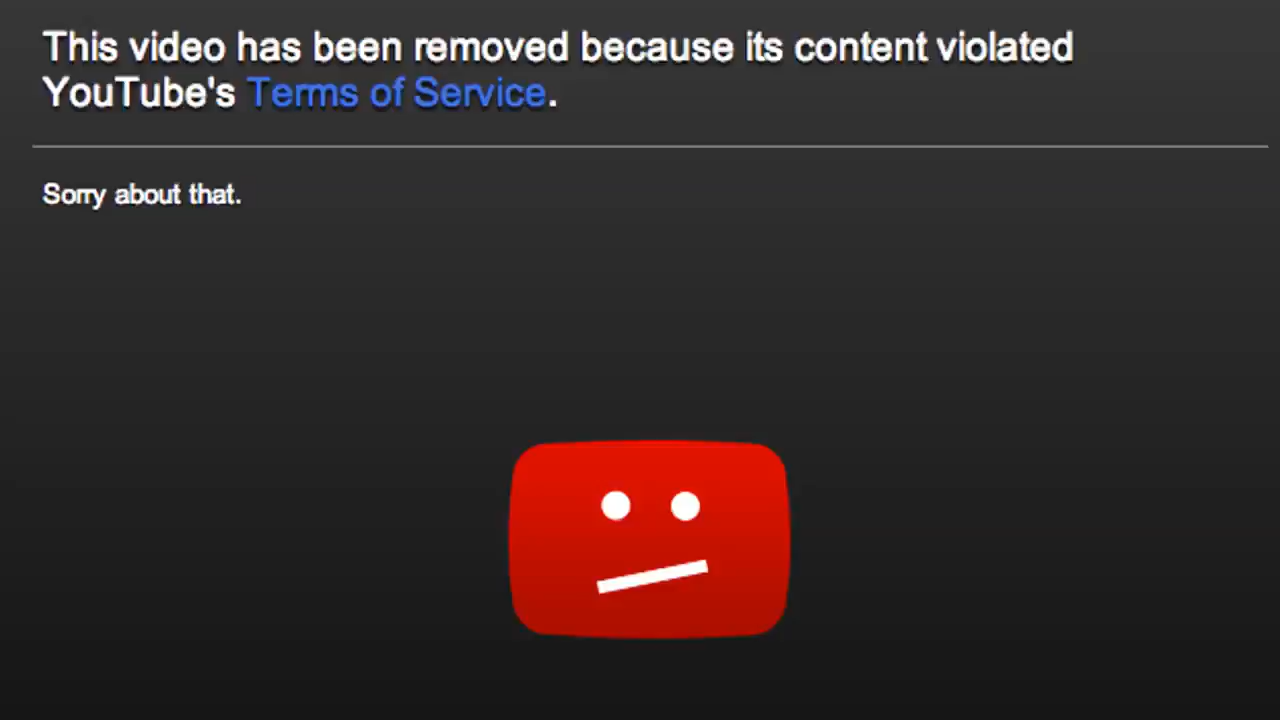 This video has been removed because its content violated
YouTube's Terms of Service.
Sorry about that.